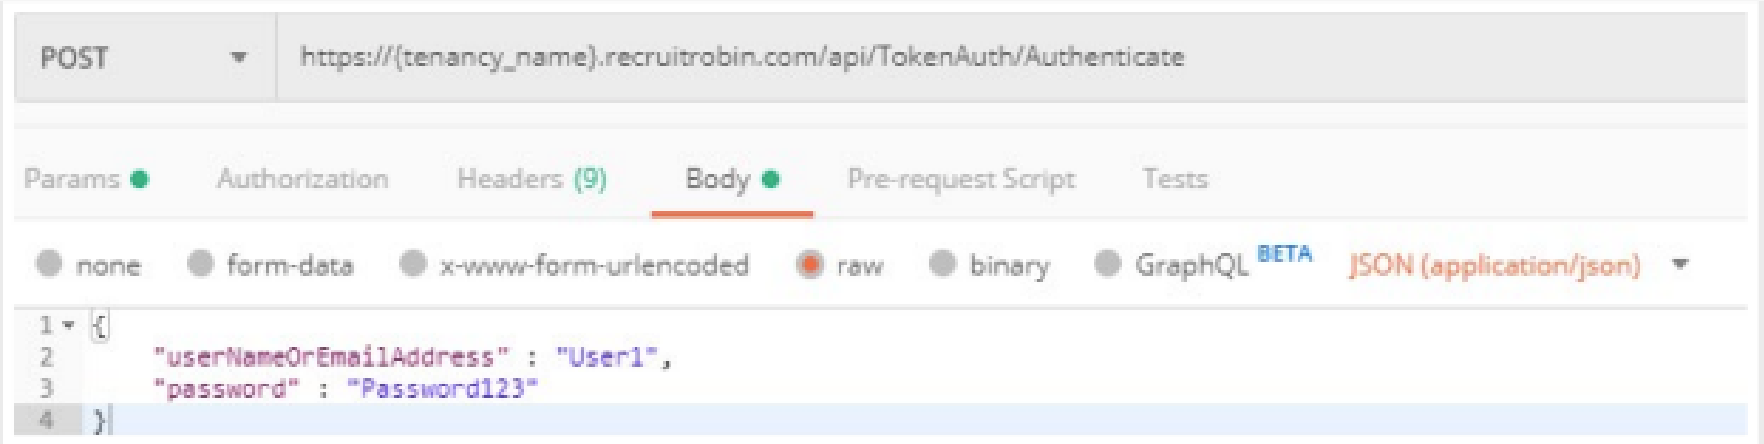 POST https://{tenancy_name}.recruitrobin.com/api/TokenAuth/Authenticate
Params Authorization Headers (9) Body Pre-request Script Tests
none form-data x-www-form-urlencoded raw binary GraphQL BETA JSON (application/json)
1 {
2 "userNameOrEmailAddress" : "User1",
3 "password" : "Password123"
4 }